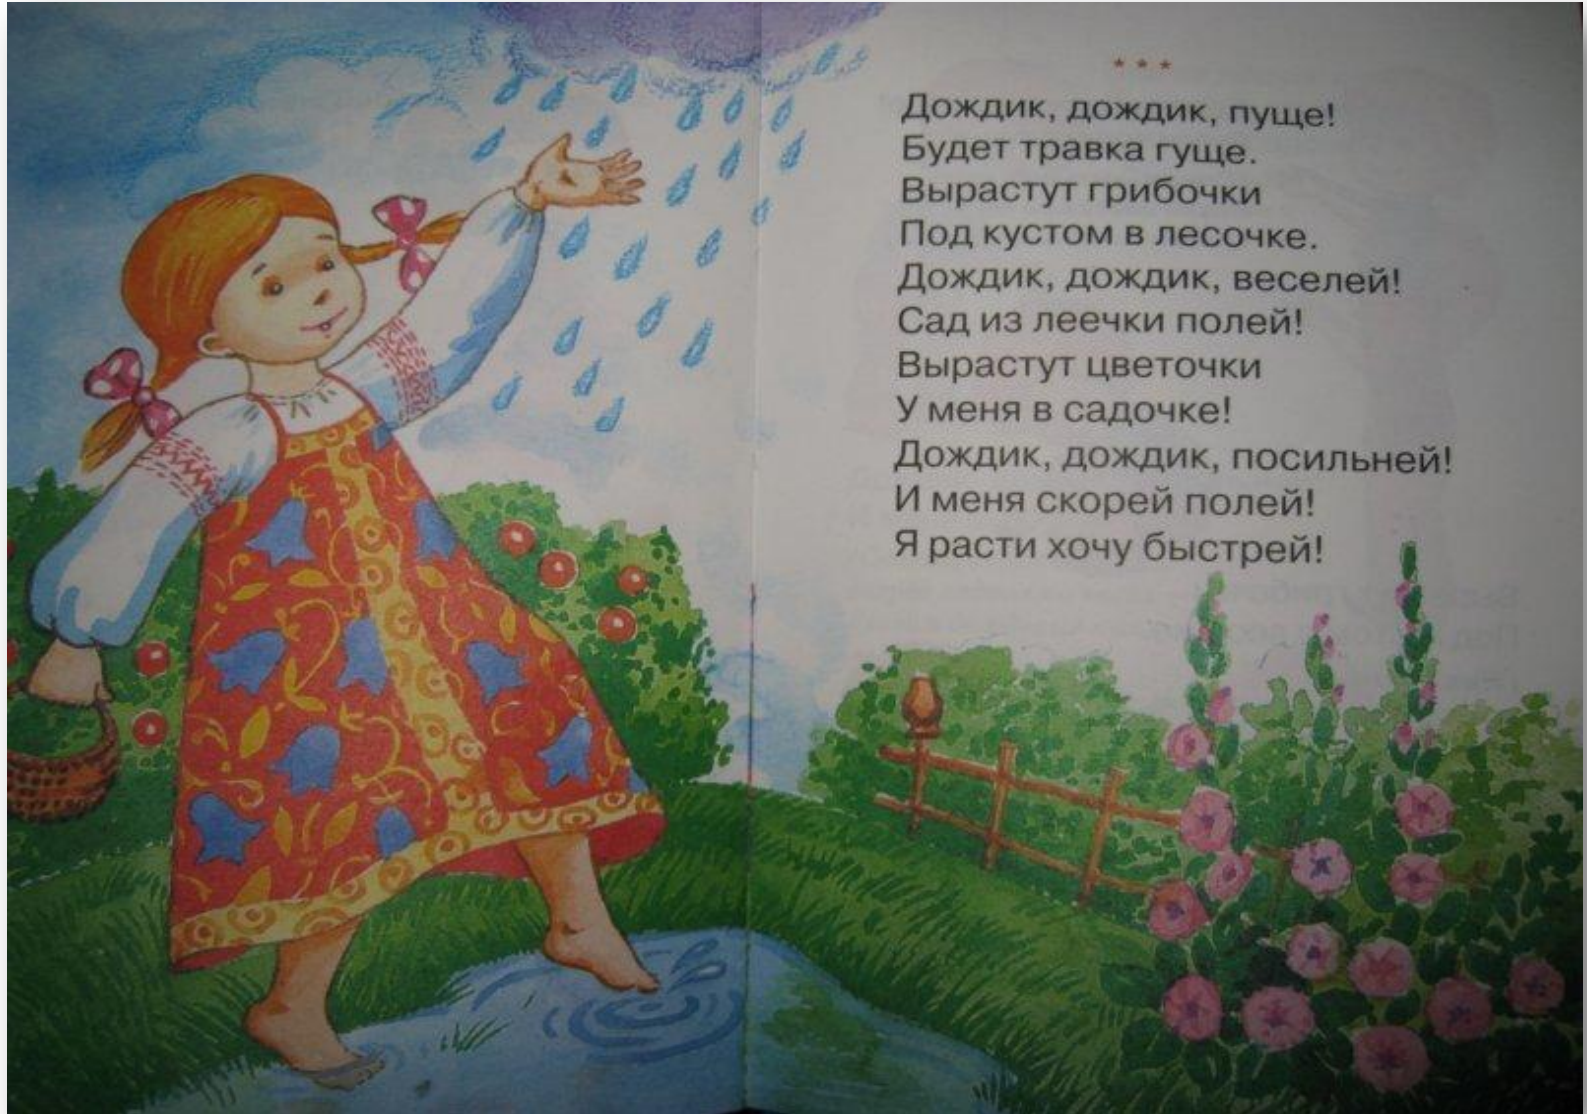 * * *
Дождик, дождик, пуще!
Будет травка гуще.
Вырастут грибочки
Под кустом в лесочке.
Дождик, дождик, веселей!
Сад из леечки полей!
Вырастут цветочки
У меня в садочке!
Дождик, дождик, посильней!
И меня скорей полей!
Я расти хочу быстрей!